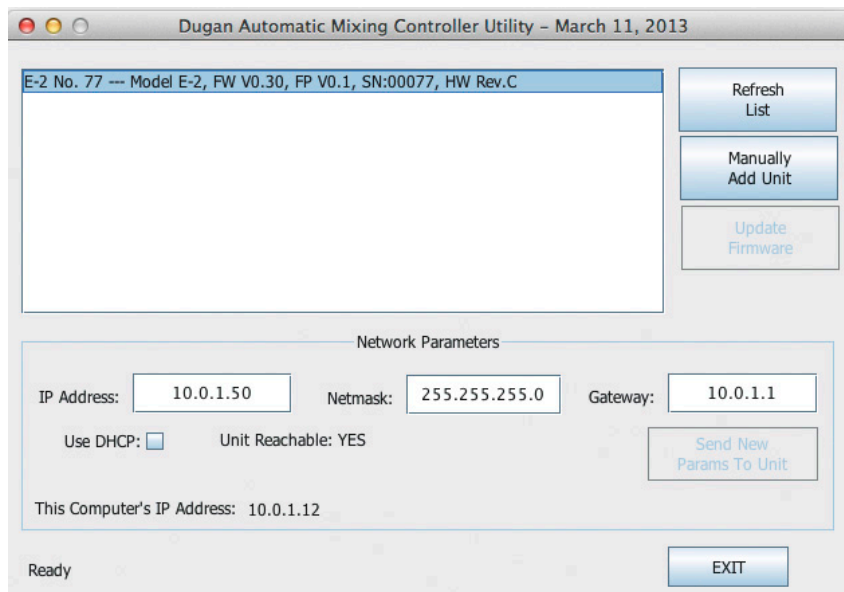 Dugan Automatic Mixing Controller Utility – March 11, 2013
E-2 No. 77 --- Model E-2, FW V0.30, FP V0.1, SN:00077, HW Rev.C
Refresh
List
Manually
Add Unit
Update
Firmware
Network Parameters
IP Address: 10.0.1.50 Netmask: 255.255.255.0 Gateway: 10.0.1.1
Use DHCP: Unit Reachable: YES
Send New
Params To Unit
This Computer's IP Address: 10.0.1.12
Ready
EXIT